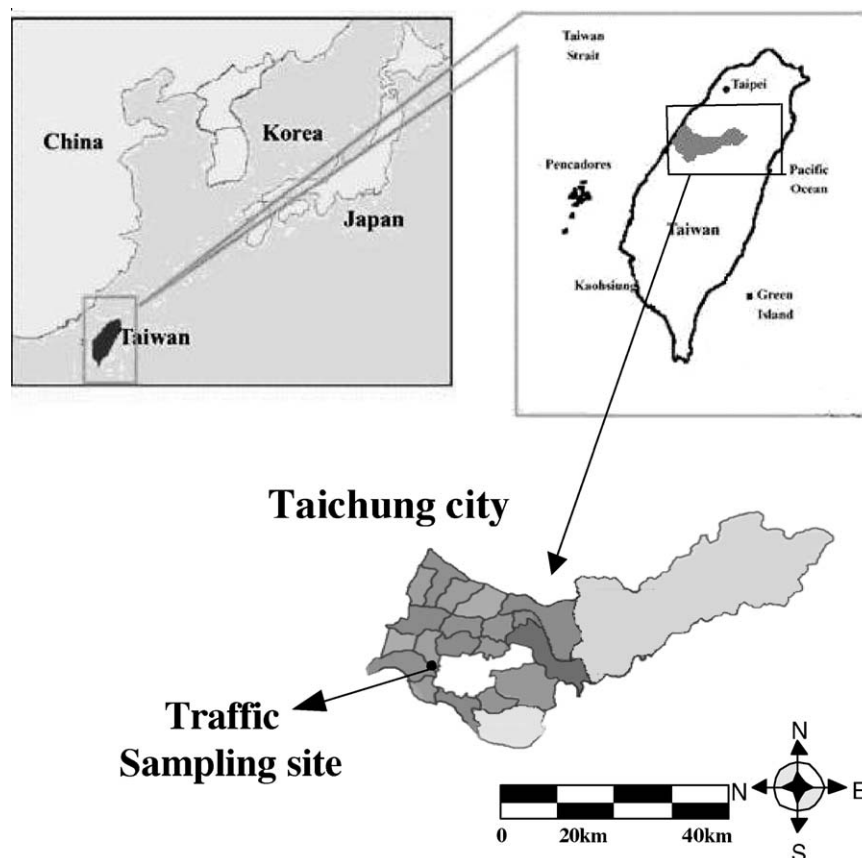 China
Korea
Japan
Taiwan
Taiwan
Strait
Taipei
Pencadores
Pacific
Ocean
Taiwan
Kaohsiung
Green
Island
Taichung city
Traffic
Sampling site
N
N
E
S
0 20km 40km